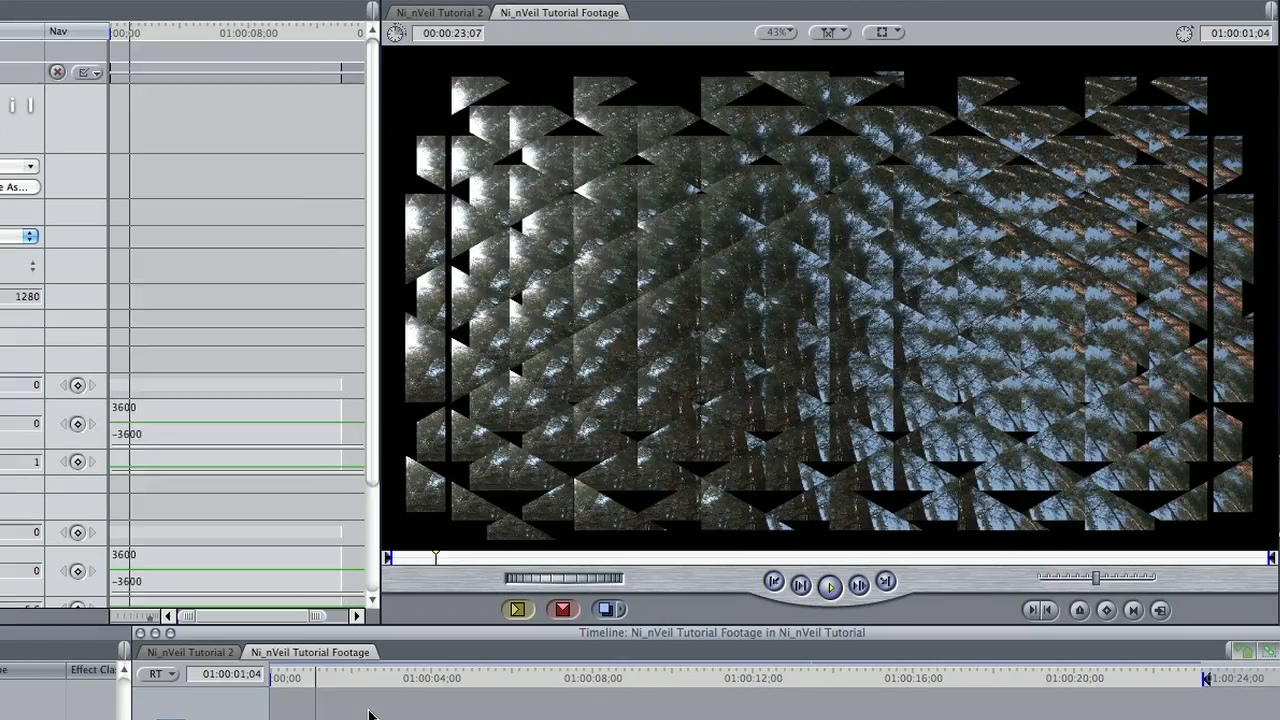 Ni_nVeil Tutorial 2
Ni_nVeil Tutorial Footage
Nav
00;00
01:00:08;00
0
00:00:23;07
43%
01:00:01;04
i l
e As...
1280
0
3600
0
-3600
1
0
3600
0
-3600
Timeline: Ni_nVeil Tutorial Footage in Ni_nVeil Tutorial
Ni_nVeil Tutorial 2
Ni_nVeil Tutorial Footage
Effect Cla
RT
01:00:01;04
00;00
01:00:04;00
01:00:08;00
01:00:12;00
01:00:16;00
01:00:20;00
01:00:24;00